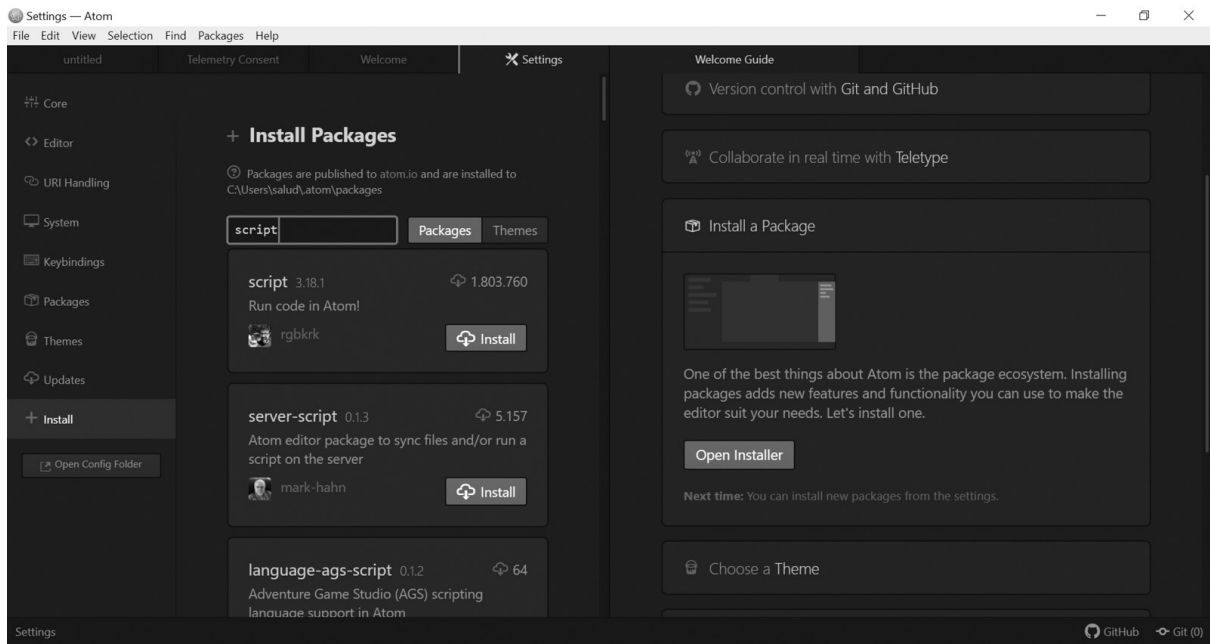 Settings — Atom
File Edit View Selection Find Packages Help
untitled
Telemetry Consent
Welcome
Settings
Welcome Guide
Core
Editor
URI Handling
System
Keybindings
Packages
Themes
Updates
Install
Open Config Folder
Install Packages
Packages are published to atom.io and are installed to
C:\Users\salud\.atom\packages
script
Packages Themes
script 3.18.1 1.803.760
Run code in Atom!
rgbkrk
Install
server-script 0.1.3 5.157
Atom editor package to sync files and/or run a
script on the server
mark-hahn
Install
language-ags-script 0.1.2 64
Adventure Game Studio (AGS) scripting
language support in Atom
Version control with Git and GitHub
Collaborate in real time with Teletype
Install a Package
One of the best things about Atom is the package ecosystem. Installing
packages adds new features and functionality you can use to make the
editor suit your needs. Let's install one.
Open Installer
Next time: You can install new packages from the settings.
Choose a Theme
Settings
GitHub
Git (0)